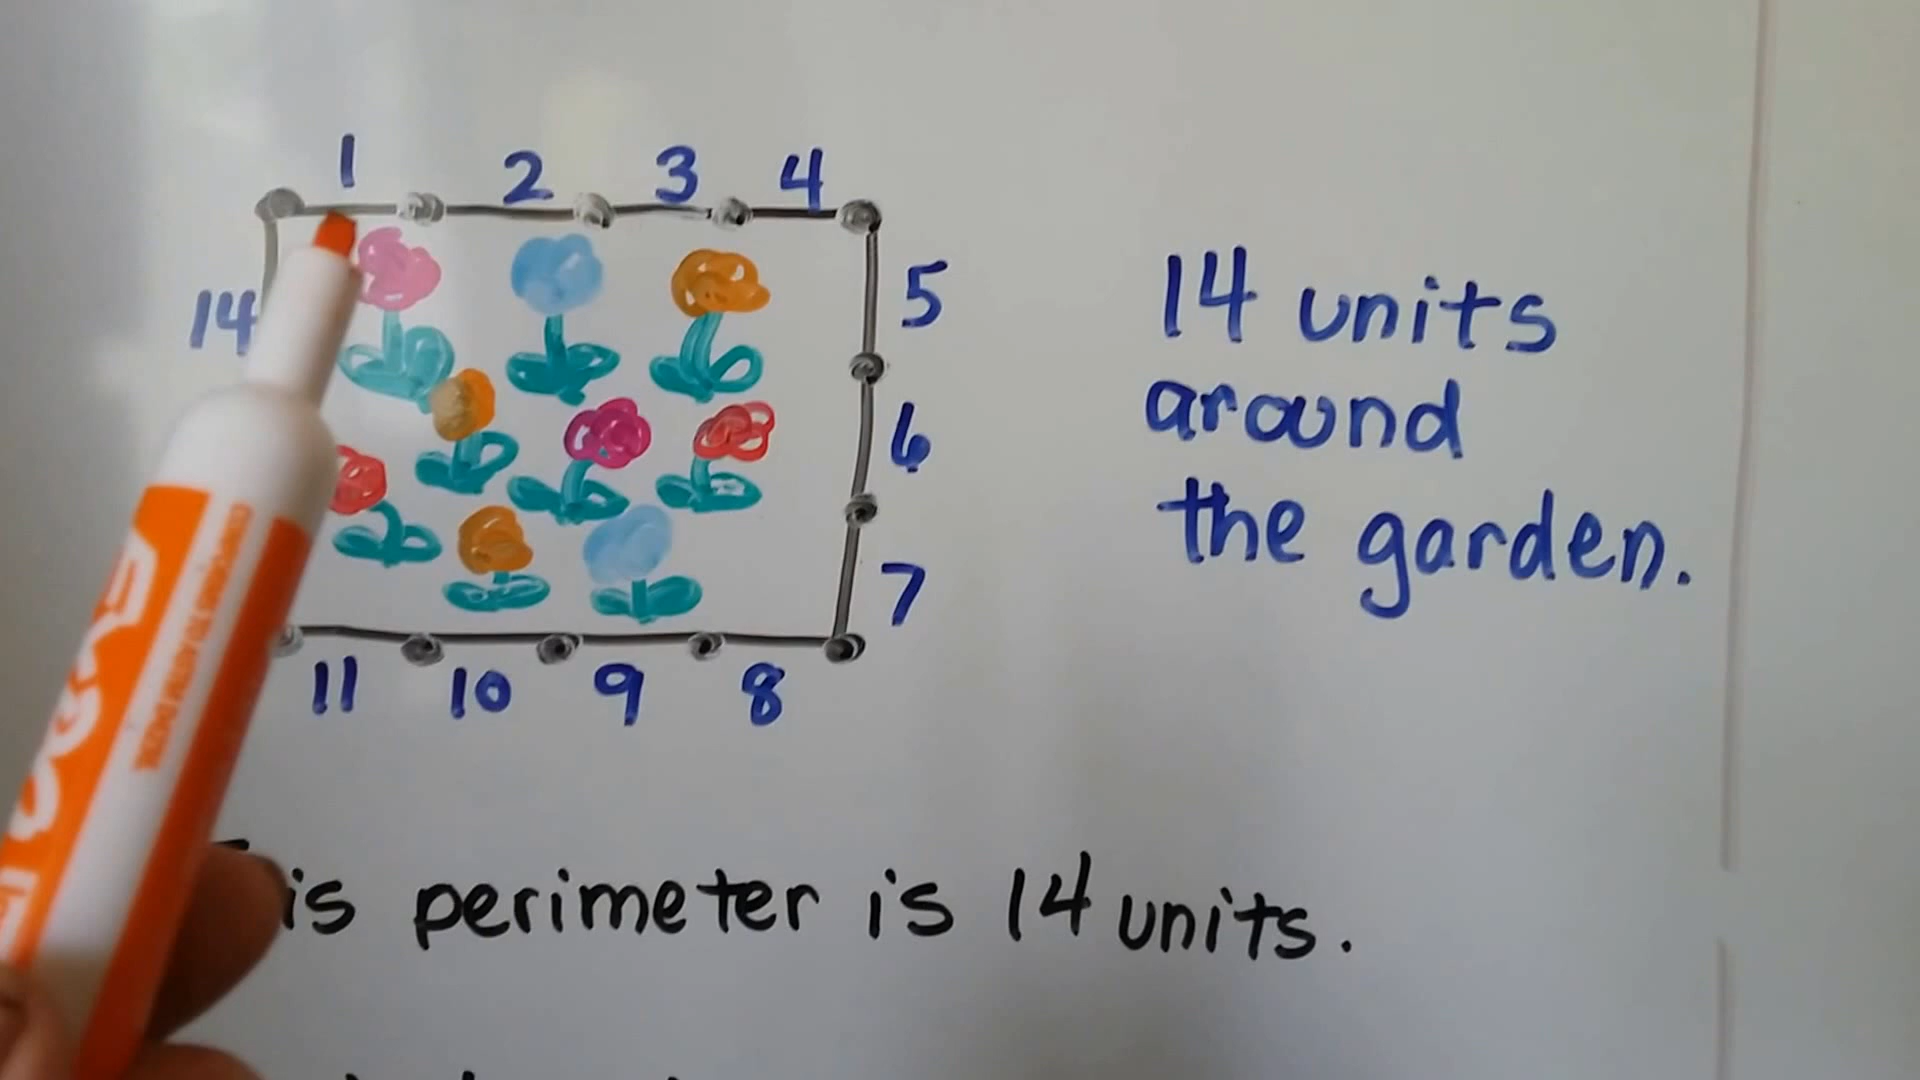 1 2 3 4
14 5
6
7
11 10 9 8
14 units
around
the garden.
is perimeter is 14 units.
EXPO